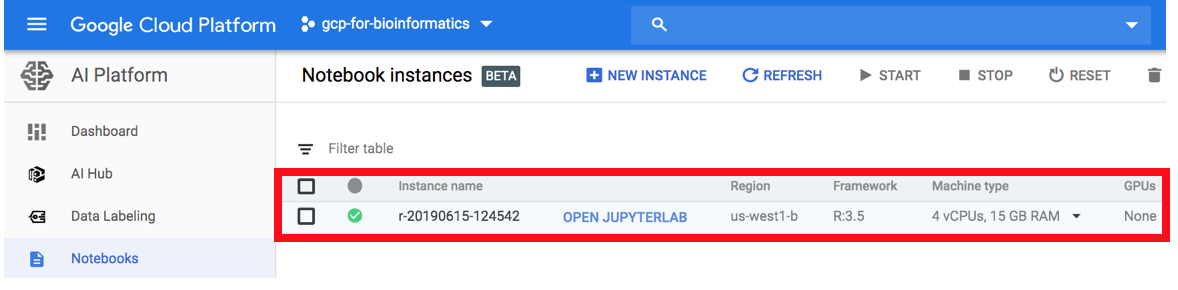 Google Cloud Platform gcp-for-bioinformatics
AI Platform Notebook instances BETA NEW INSTANCE REFRESH START STOP RESET
Dashboard
Filter table
AI Hub
Instance name Region Framework Machine type GPUs
Data Labeling r-20190615-124542 OPEN JUPYTERLAB us-west1-b R:3.5 4 vCPUs, 15 GB RAM None
Notebooks